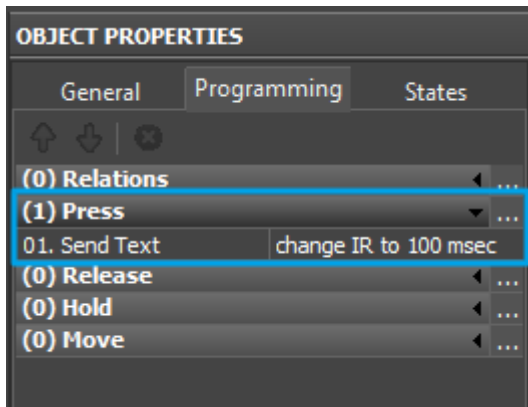 OBJECT PROPERTIES
General Programming States
(0) Relations ...
(1) Press ...
01. Send Text change IR to 100 msec
(0) Release ...
(0) Hold ...
(0) Move ...